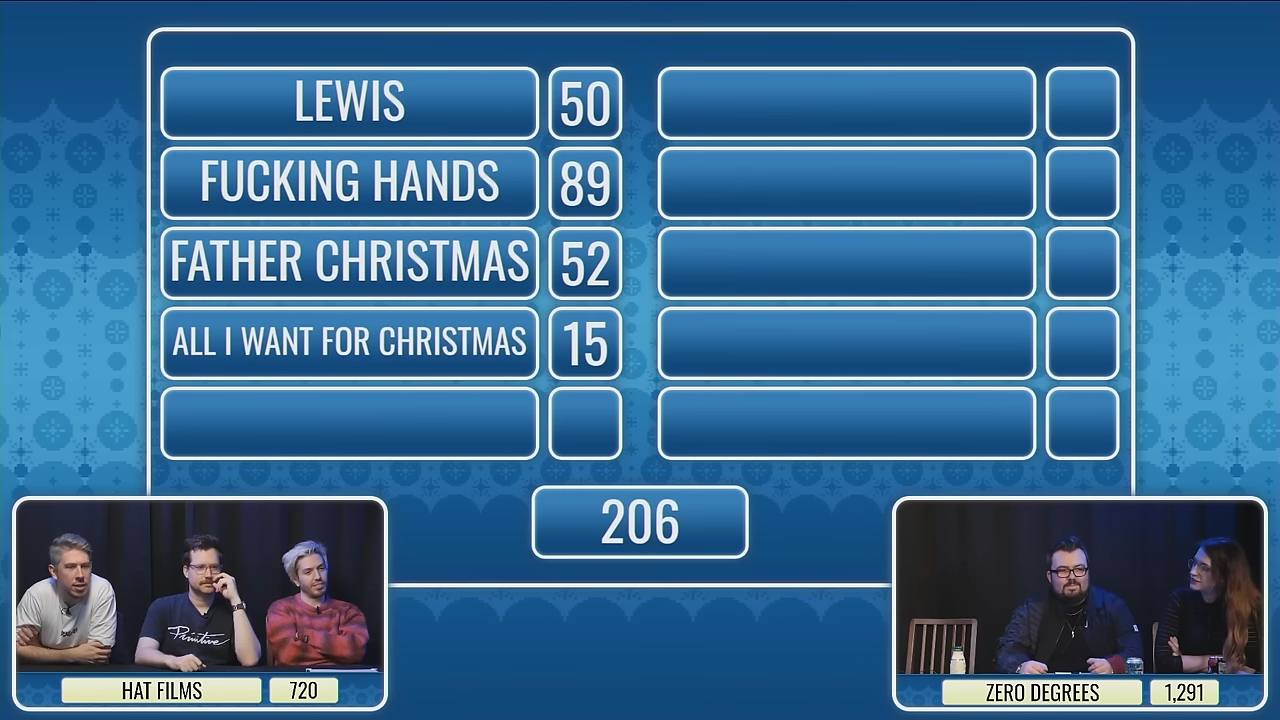 LEWIS 50
FUCKING HANDS 89
FATHER CHRISTMAS 52
ALL I WANT FOR CHRISTMAS 15
206
Primitive
HAT FILMS 720
ZERO DEGREES 1,291